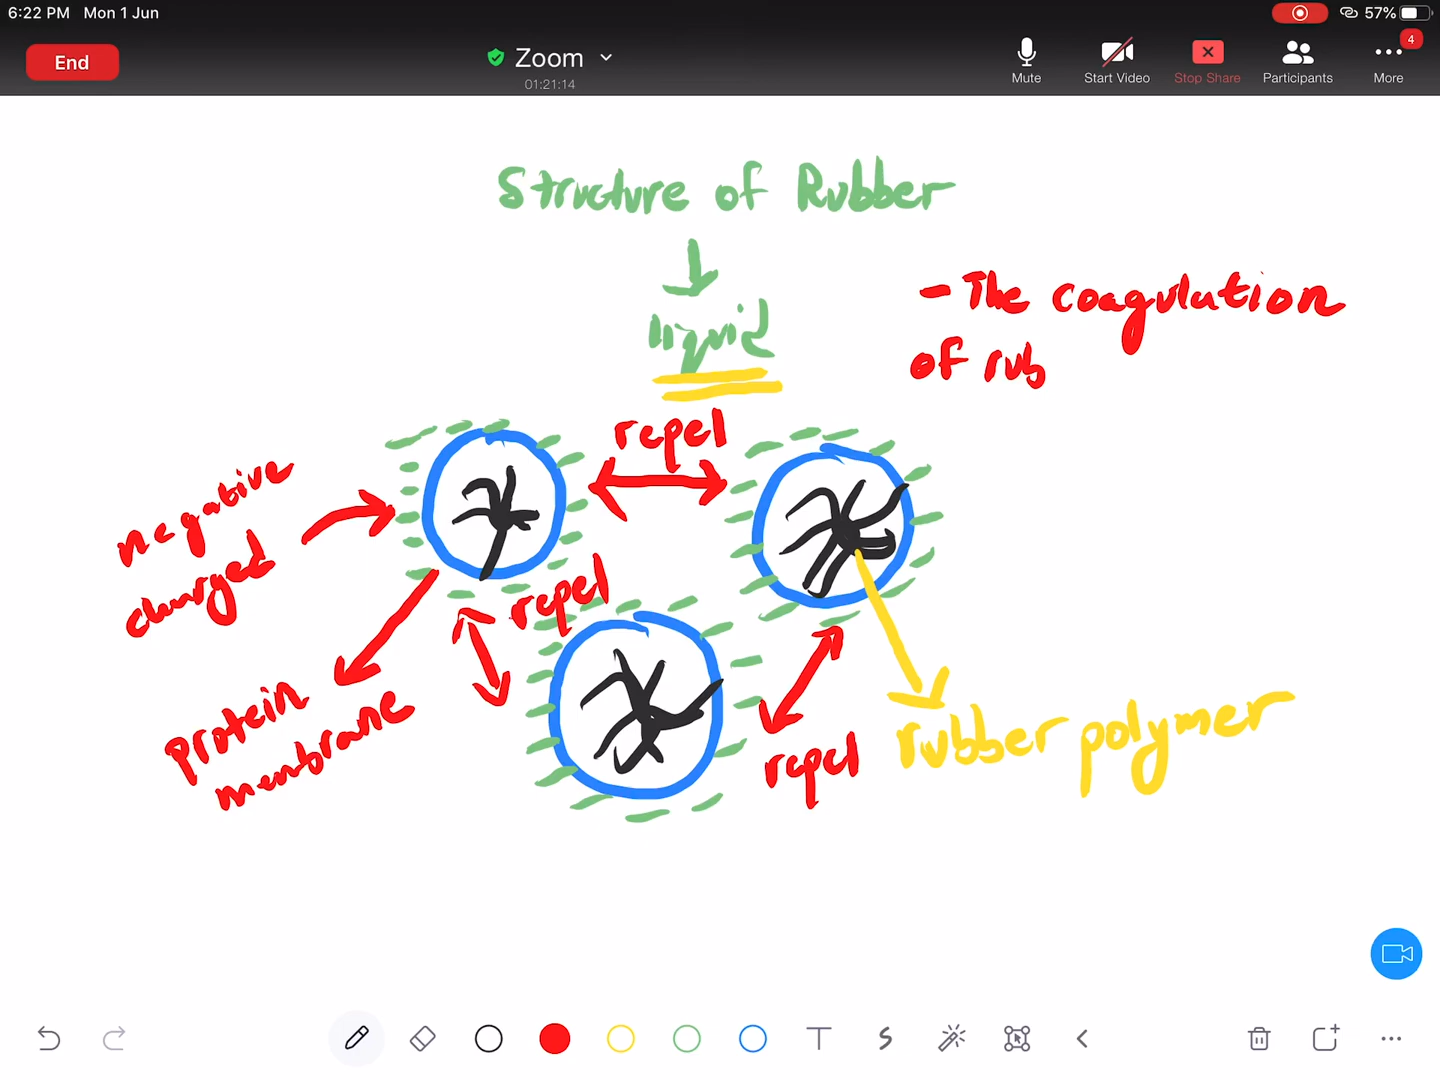 6:22 PM Mon 1 Jun
57%
End
Zoom
01:21:14
Mute
Start Video
Stop Share
Participants
More
4
Structure of Rubber
liquid
- The coagulation
of rub
repel
negative
charged
repel
protein
membrane
repel
rubber polymer
T